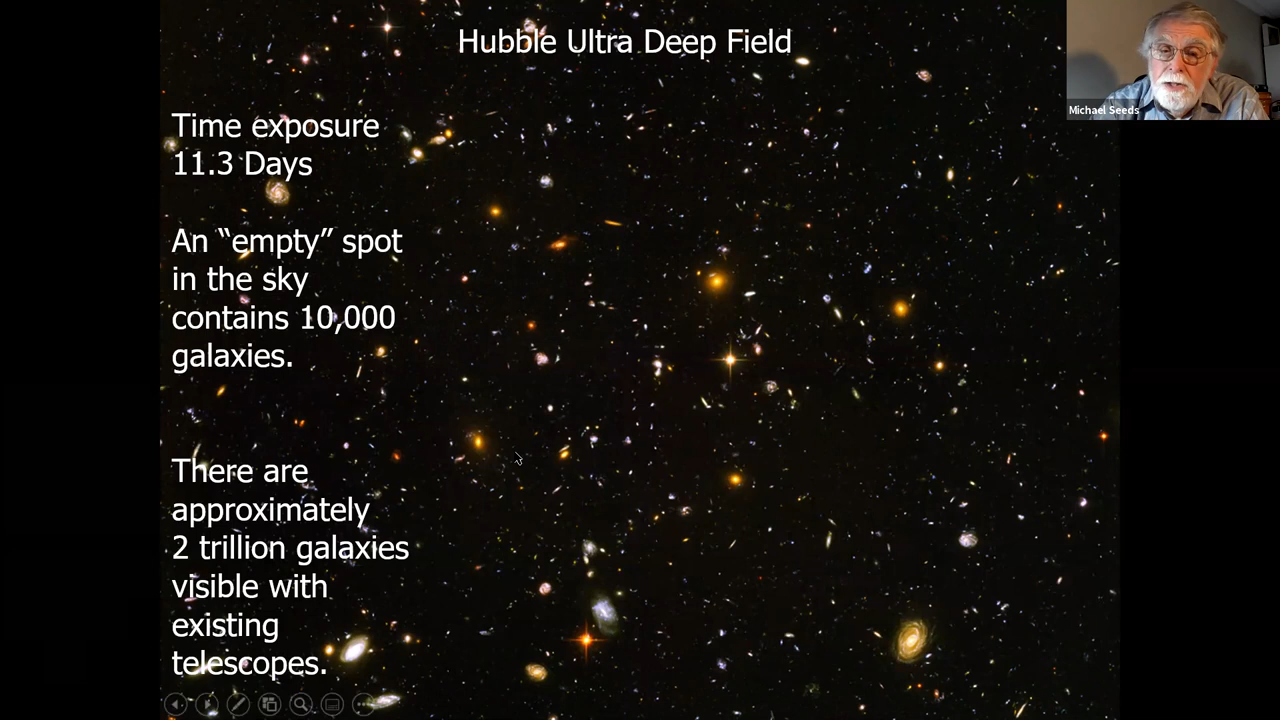 Hubble Ultra Deep Field
Michael Seeds
Time exposure
11.3 Days
An “empty” spot
in the sky
contains 10,000
galaxies.
There are
approximately
2 trillion galaxies
visible with
existing
telescopes.